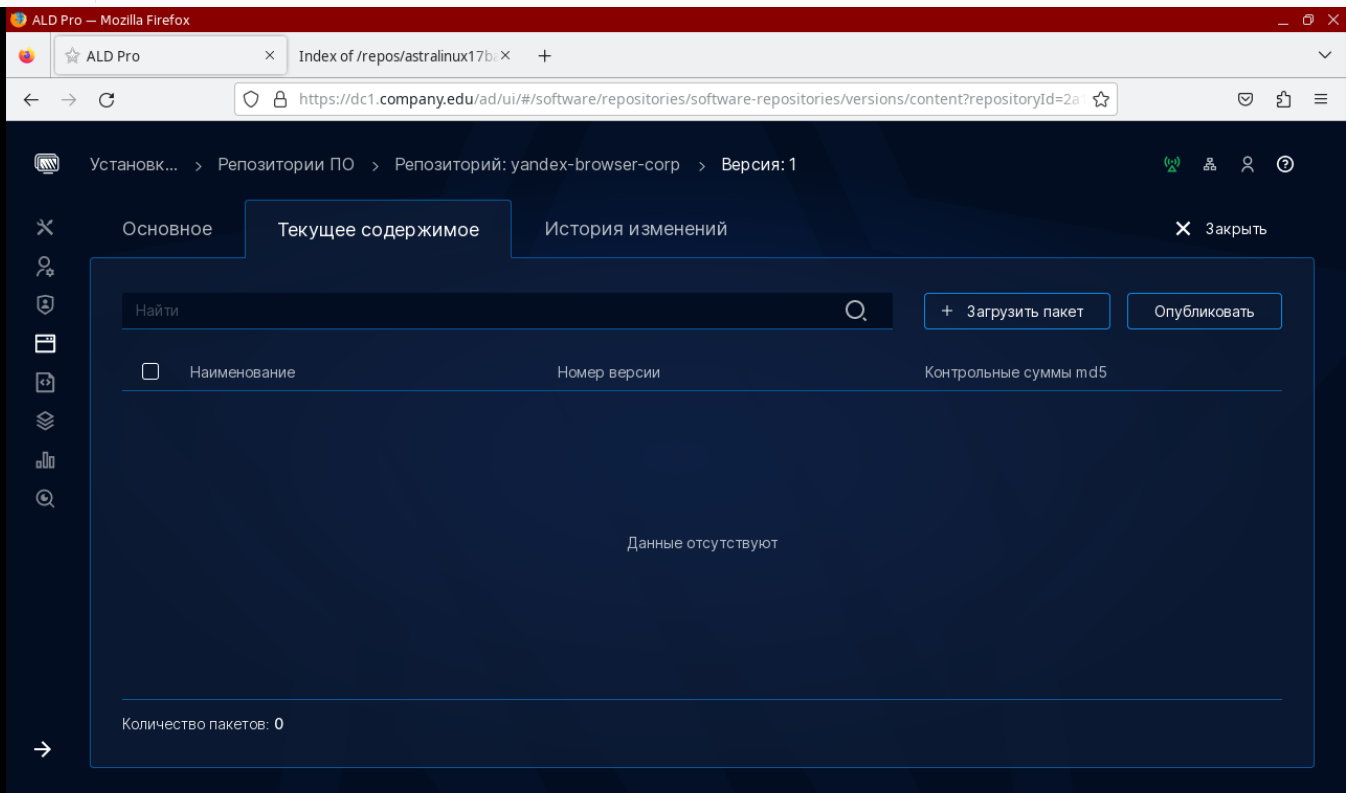 ALD Pro — Mozilla Firefox
ALD Pro
Index of /repos/astralinux17ba
https://dc1.company.edu/ad/ui/#/software/repositories/software-repositories/versions/content?repositoryId=2a1
Установк... > Репозитории ПО > Репозиторий: yandex-browser-corp > Версия: 1
Основное
Текущее содержимое
История изменений
Закрыть
Найти
+ Загрузить пакет
Опубликовать
Наименование
Номер версии
Контрольные суммы md5
Данные отсутствуют
Количество пакетов: 0